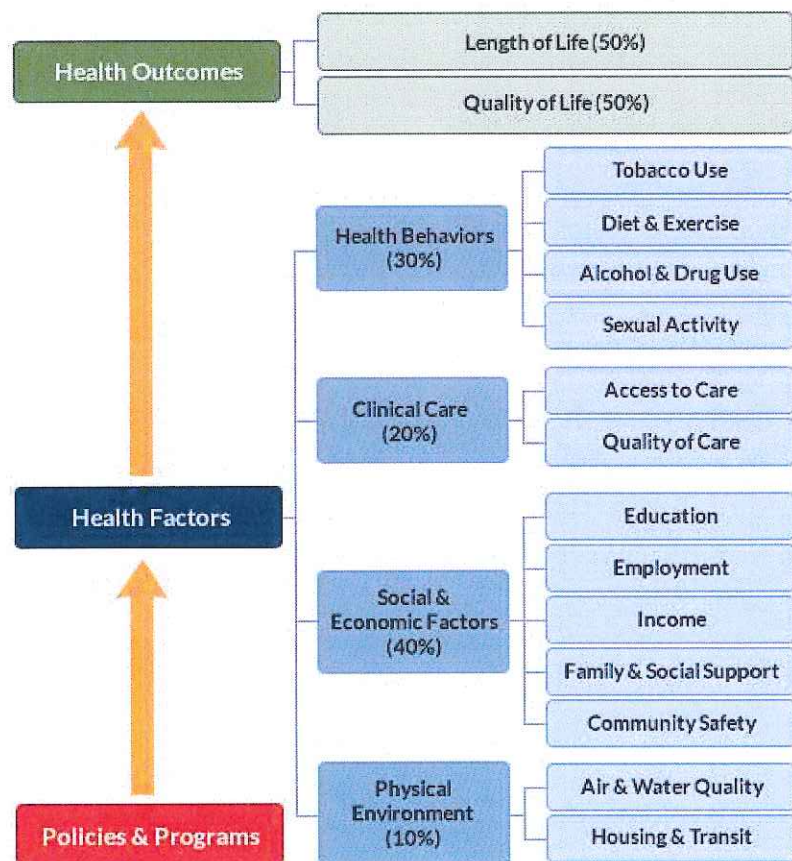 Health Outcomes
Length of Life (50%)
Quality of Life (50%)
Health Factors
Health Behaviors
(30%)
Tobacco Use
Diet & Exercise
Alcohol & Drug Use
Sexual Activity
Clinical Care
(20%)
Access to Care
Quality of Care
Social &
Economic Factors
(40%)
Education
Employment
Income
Family & Social Support
Community Safety
Physical
Environment
(10%)
Air & Water Quality
Housing & Transit
Policies & Programs